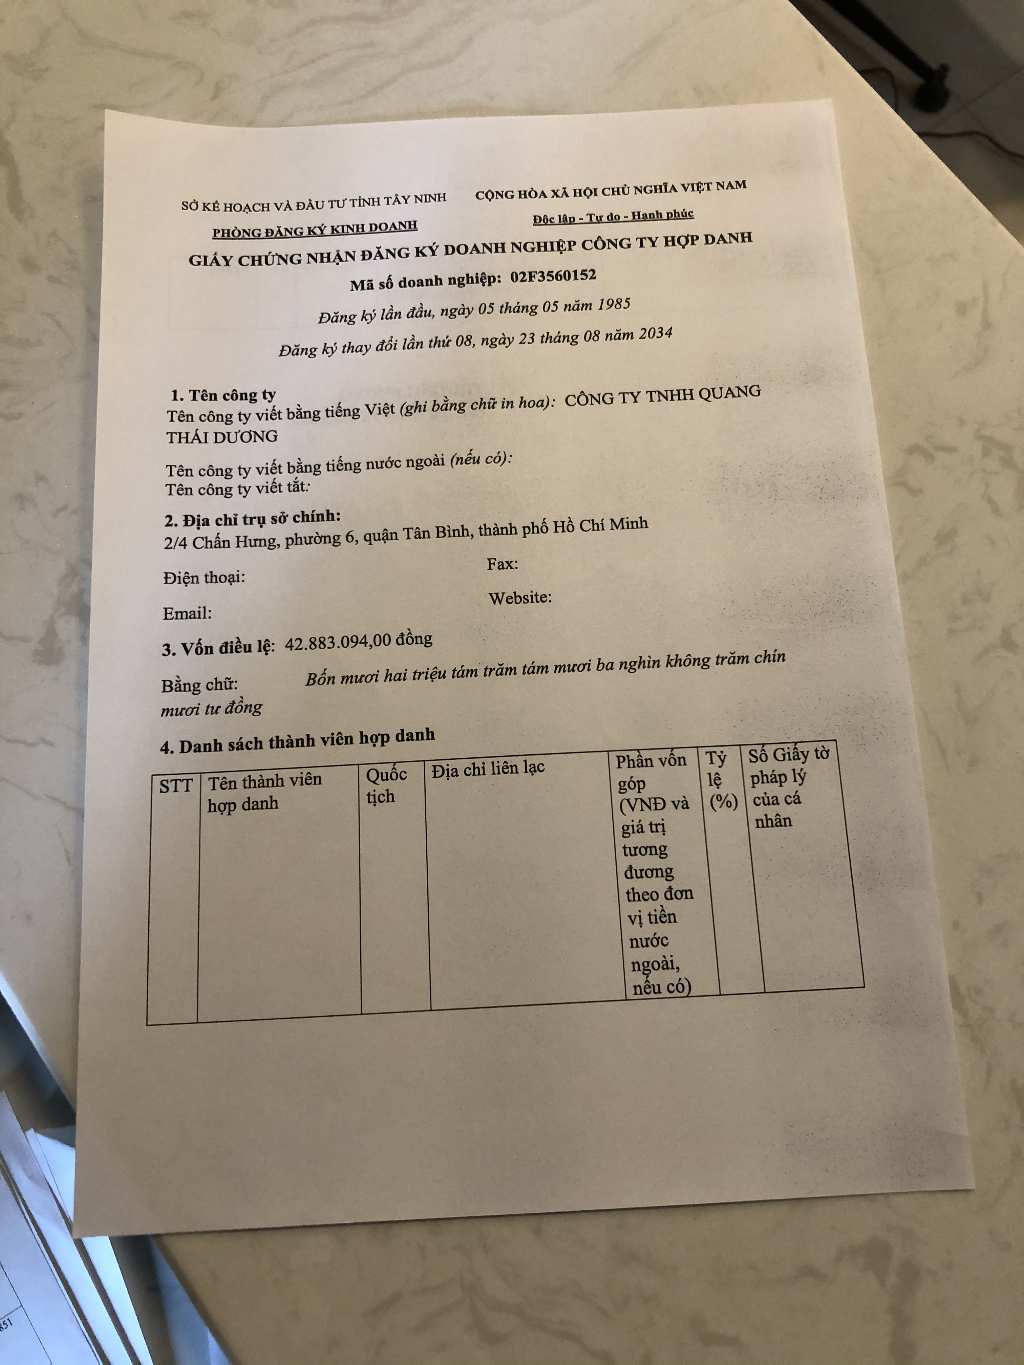 SỞ KẾ HOẠCH VÀ ĐẦU TƯ TỈNH TÂY NINH
PHÒNG ĐĂNG KÝ KINH DOANH
CỘNG HÒA XÃ HỘI CHỦ NGHĨA VIỆT NAM
Độc lập - Tự do - Hạnh phúc
GIẤY CHỨNG NHẬN ĐĂNG KÝ DOANH NGHIỆP CÔNG TY HỢP DANH
Mã số doanh nghiệp: 02F3560152
Đăng ký lần đầu, ngày 05 tháng 05 năm 1985
Đăng ký thay đổi lần thứ 08, ngày 23 tháng 08 năm 2034
1. Tên công ty
Tên công ty viết bằng tiếng Việt (ghi bằng chữ in hoa): CÔNG TY TNHH QUANG
THÁI DƯƠNG
Tên công ty viết bằng tiếng nước ngoài (nếu có):
Tên công ty viết tắt:
2. Địa chỉ trụ sở chính:
2/4 Chấn Hưng, phường 6, quận Tân Bình, thành phố Hồ Chí Minh
Điện thoại:
Fax:
Email:
Website:
3. Vốn điều lệ: 42.883.094,00 đồng
Bằng chữ: Bốn mươi hai triệu tám trăm tám mươi ba nghìn không trăm chín
mươi tư đồng
4. Danh sách thành viên hợp danh
STT
Tên thành viên
hợp danh
Quốc
tịch
Địa chỉ liên lạc
Phần vốn
góp
(VNĐ và
giá trị
tương
đương
theo đơn
vị tiền
nước
ngoài,
nếu có)
Tỷ
lệ
(%)
Số Giấy tờ
pháp lý
của cá
nhân
851